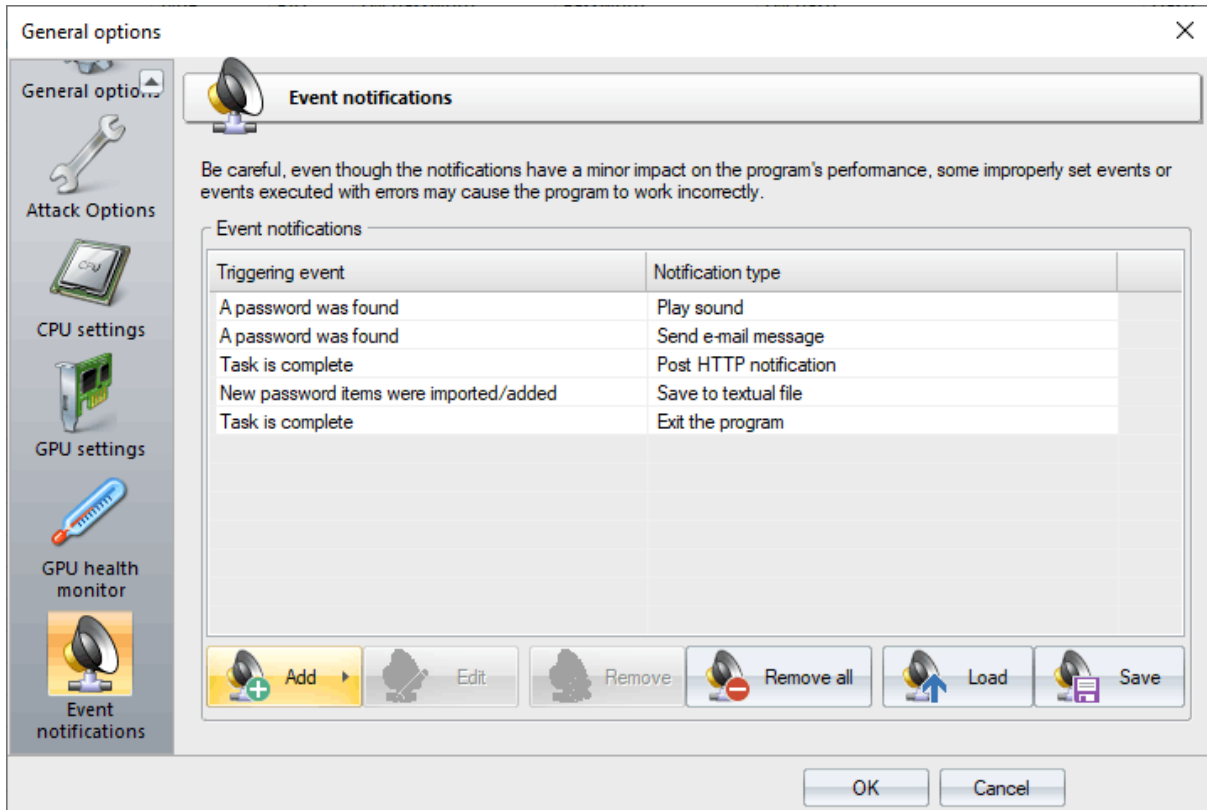 General options
General option
Attack Options
CPU
CPU settings
GPU settings
GPU health
monitor
Event
notifications
Event notifications
Be careful, even though the notifications have a minor impact on the program's performance, some improperly set events or
events executed with errors may cause the program to work incorrectly.
Event notifications
Triggering event Notification type
A password was found Play sound
A password was found Send e-mail message
Task is complete Post HTTP notification
New password items were imported/added Save to textual file
Task is complete Exit the program
Add Edit Remove Remove all Load Save
OK Cancel